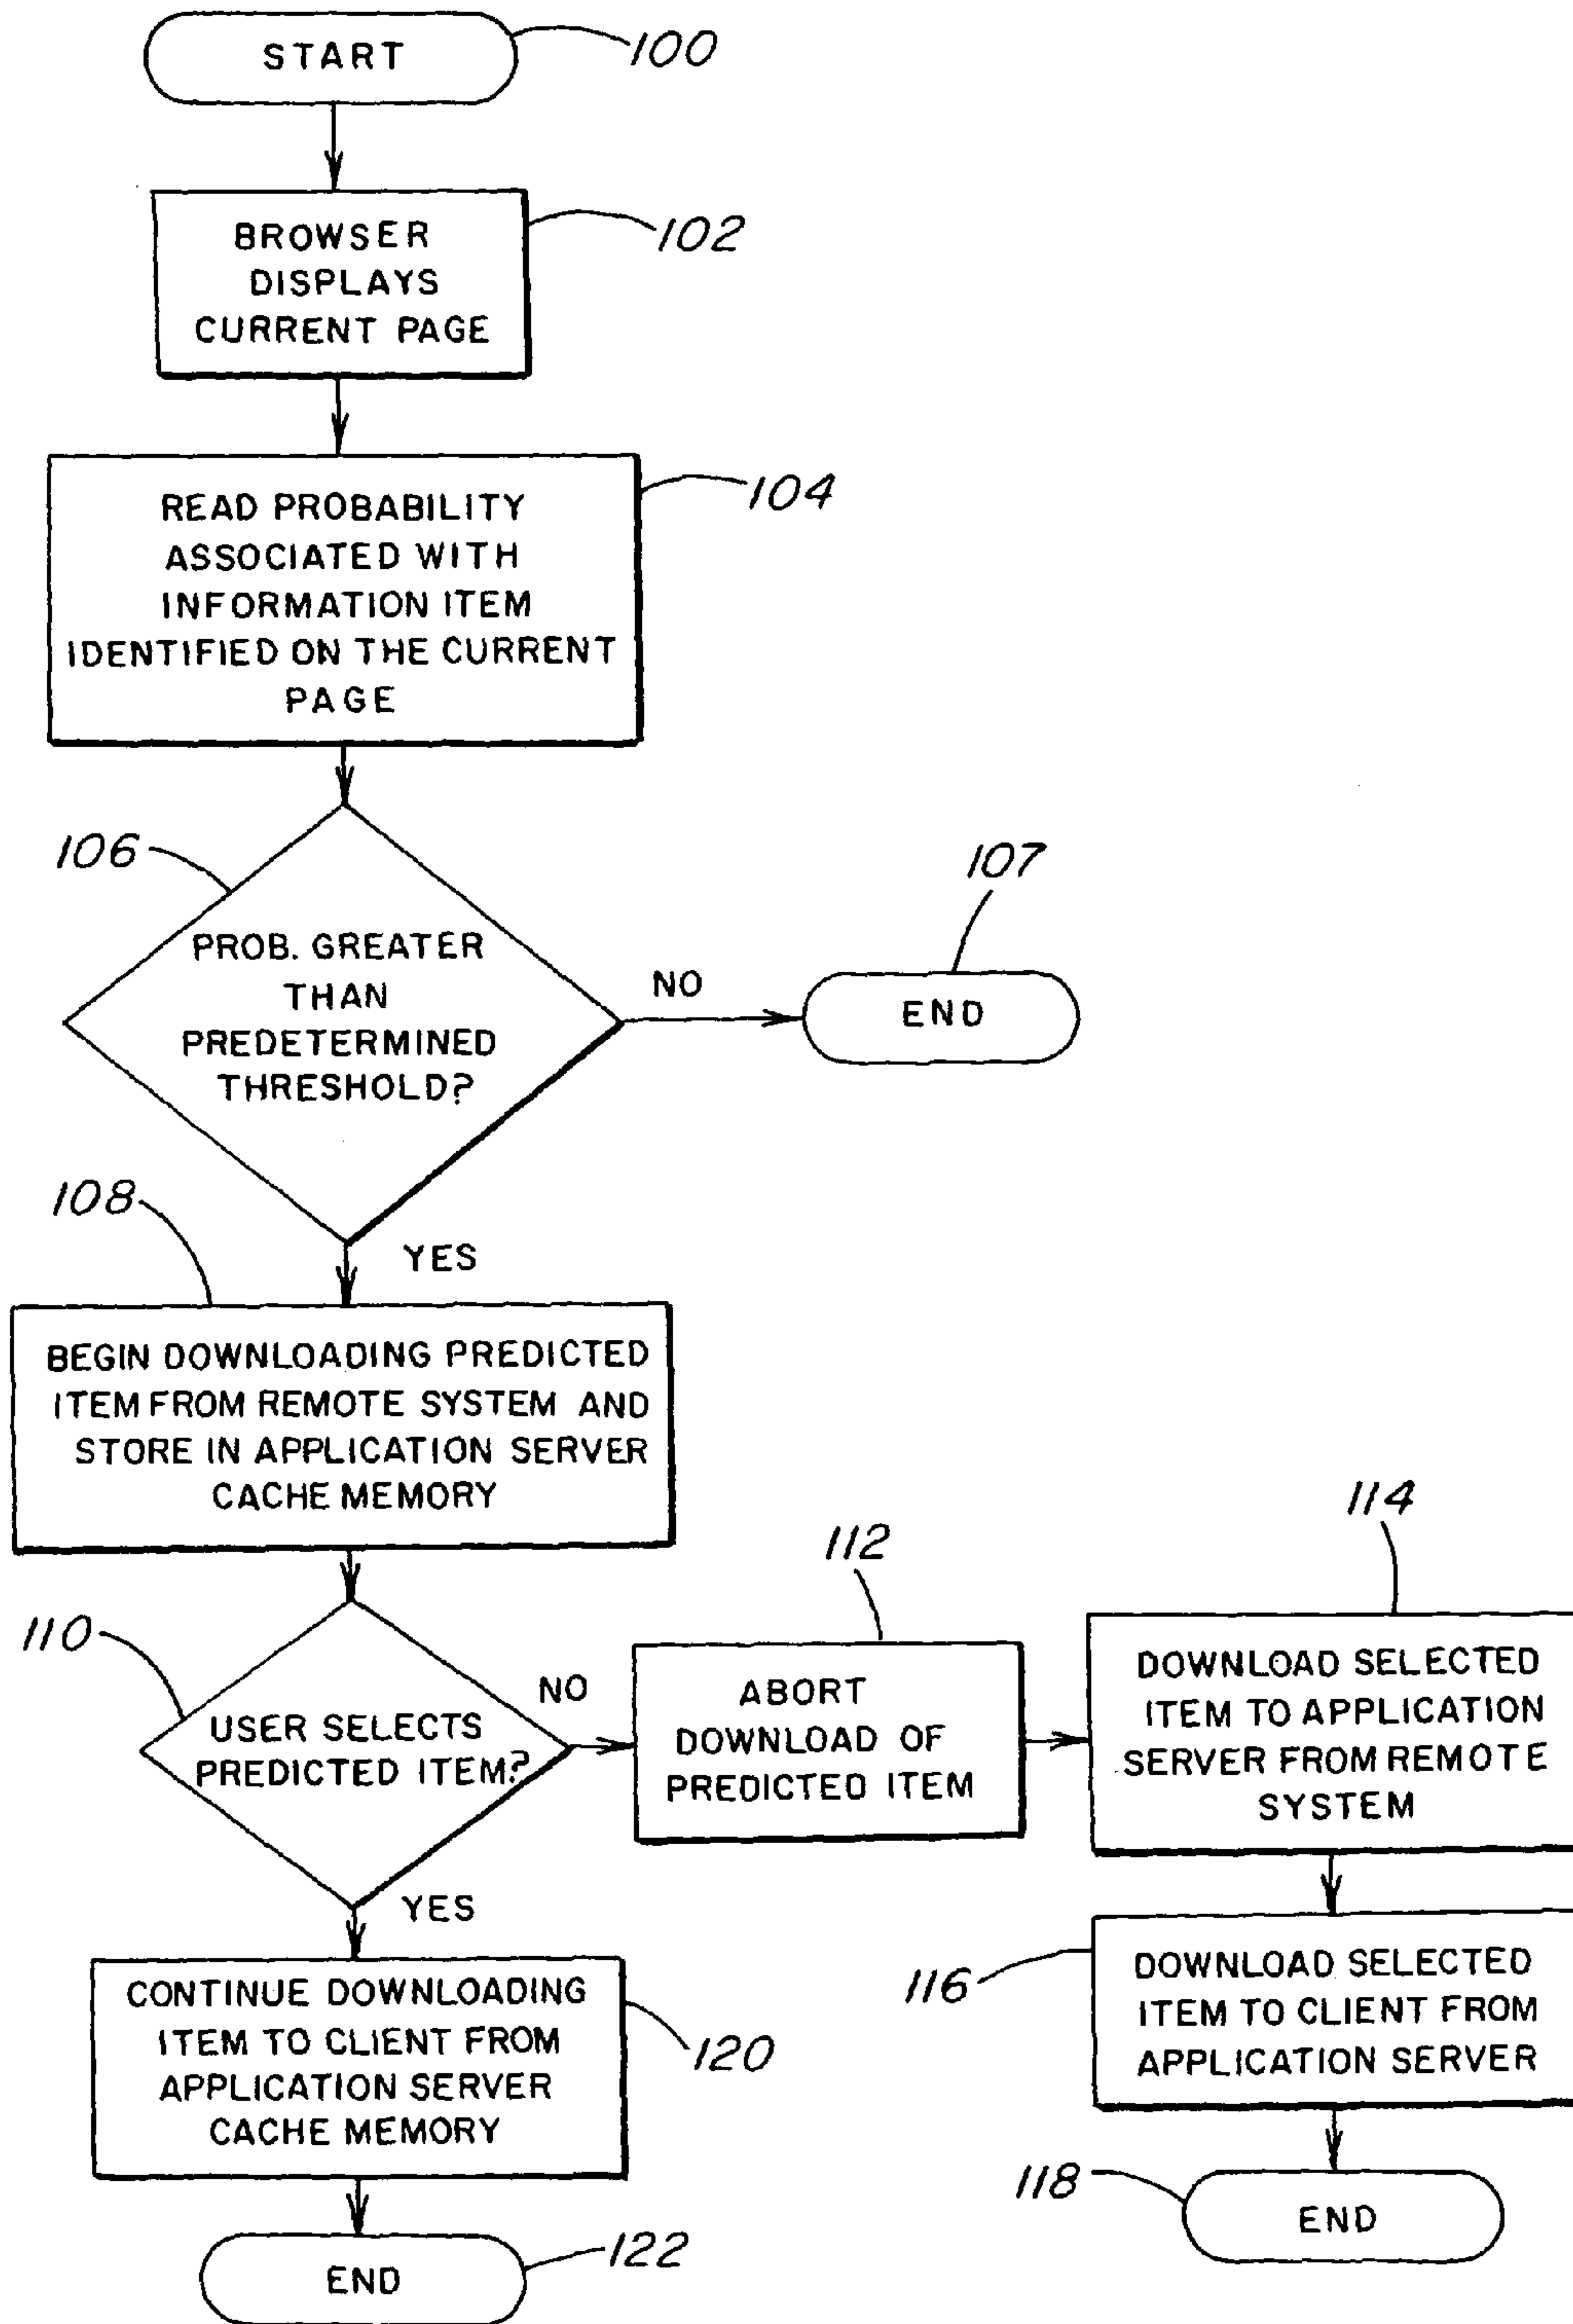 START
100
BROWSER
DISPLAYS
CURRENT PAGE
102
READ PROBABILITY
ASSOCIATED WITH
INFORMATION ITEM
IDENTIFIED ON THE CURRENT
PAGE
104
106
PROB. GREATER
THAN
PREDETERMINED
THRESHOLD?
NO
107
END
YES
108
BEGIN DOWNLOADING PREDICTED
ITEM FROM REMOTE SYSTEM AND
STORE IN APPLICATION SERVER
CACHE MEMORY
110
USER SELECTS
PREDICTED ITEM?
NO
112
ABORT
DOWNLOAD OF
PREDICTED ITEM
114
DOWNLOAD SELECTED
ITEM TO APPLICATION
SERVER FROM REMOTE
SYSTEM
116
DOWNLOAD SELECTED
ITEM TO CLIENT FROM
APPLICATION SERVER
118
END
YES
CONTINUE DOWNLOADING
ITEM TO CLIENT FROM
APPLICATION SERVER
CACHE MEMORY
120
END
122